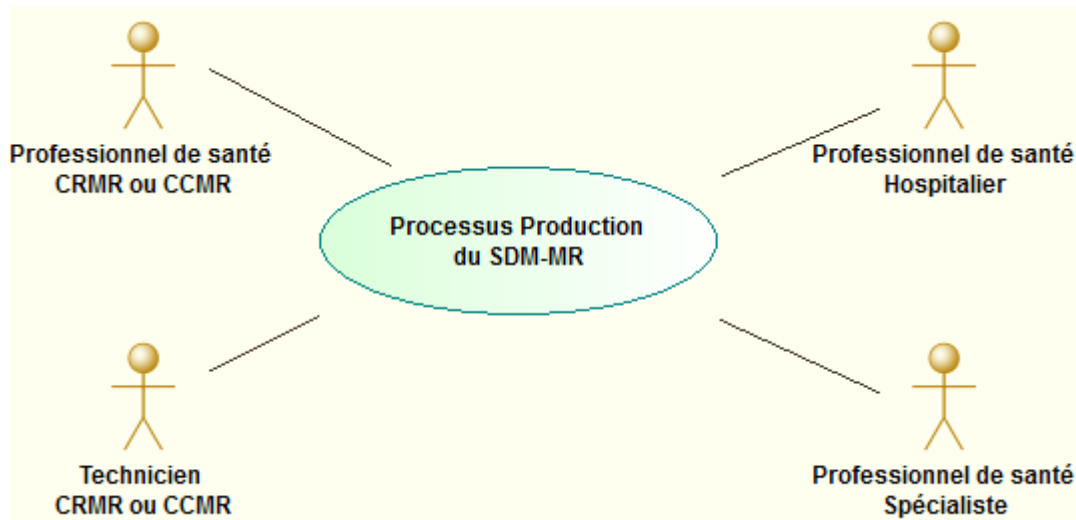 Professionnel de santé
CRMR ou CCMR
Professionnel de santé
Hospitalier
Processus Production
du SDM-MR
Technicien
CRMR ou CCMR
Professionnel de santé
Spécialiste